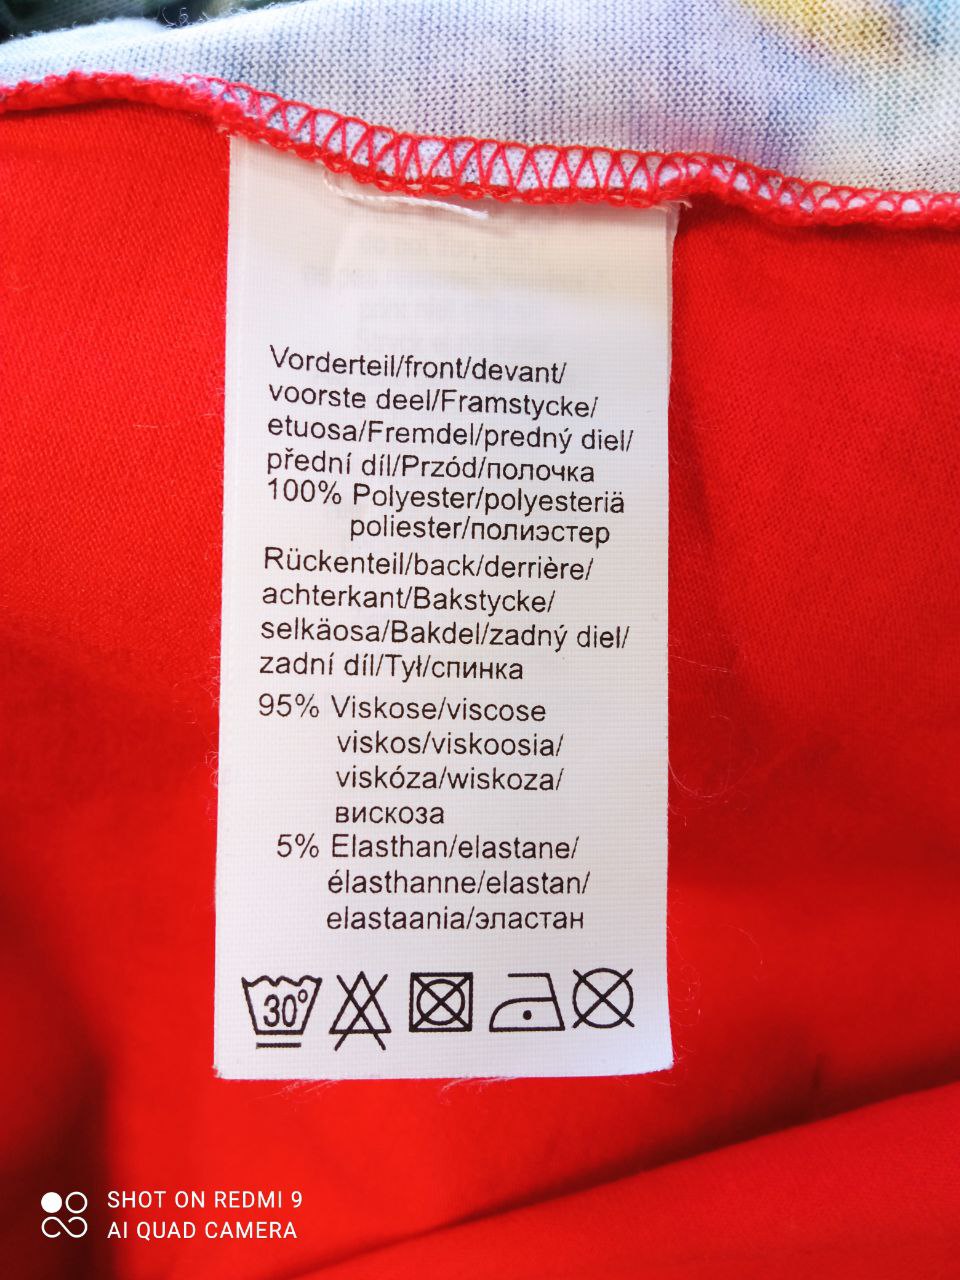 Vorderteil/front/devant/
voorste deel/Framstycke/
etuosa/Fremdel/predný diel/
přední díl/Przód/полочка
100% Polyester/polyesteriä
poliester/полиэстер
Rückenteil/back/derrière/
achterkant/Bakstycke/
selkäosa/Bakdel/zadný diel/
zadní díl/Tył/спинка
95% Viskose/viscose
viskos/viskoosia/
viskóza/wiskoza/
вискоза
5% Elasthan/elastane/
élasthanne/elastan/
elastaania/эластан
30°
SHOT ON REDMI 9
AI QUAD CAMERA